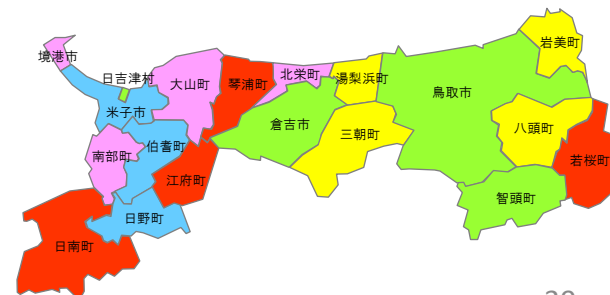 境港市
日吉津村
米子市
大山町
琴浦町
北栄町
湯梨浜町
鳥取市
岩美町
倉吉市
三朝町
八頭町
若桜町
智頭町
南部町
伯耆町
江府町
日野町
日南町